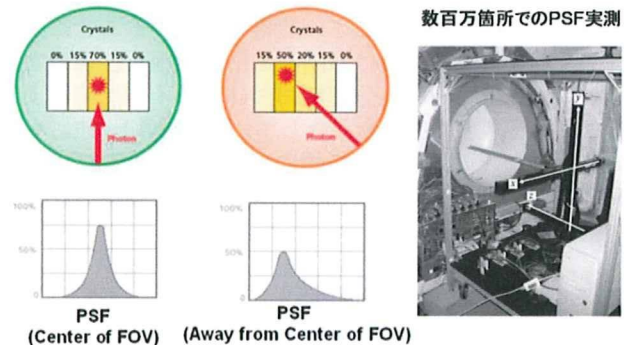 Crystals
0% 15% 70% 15% 0%
Photon
100%
50%
0
PSF
(Center of FOV)
Crystals
15% 50% 20% 15% 0%
Photon
100%
50%
0
PSF
(Away from Center of FOV)
数百万箇所でのPSF実測
Y
X
Z